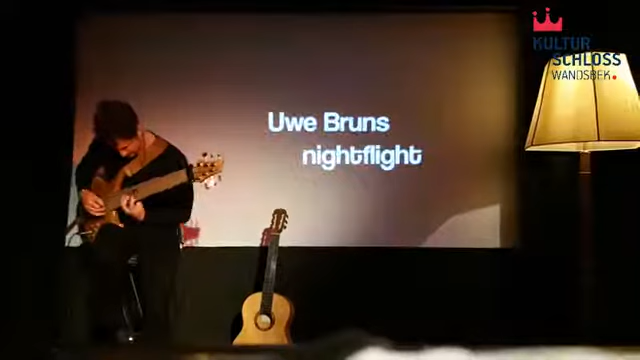 KULTUR
SCHLOSS
WANDSBEK.
Uwe Bruns
nightflight